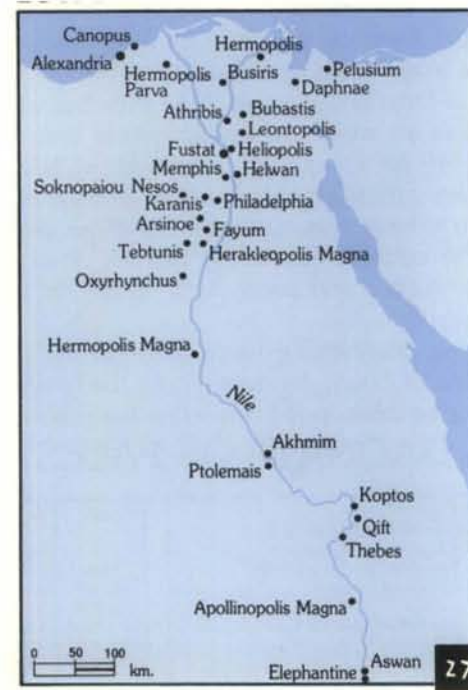 Canopus
Hermopolis
Alexandria
Hermopolis
Parva
Busiris
Pelusium
Daphnae
Athribis
Bubastis
Leontopolis
Fustat
Heliopolis
Memphis
Helwan
Soknopaiou Nesos
Karanis
Philadelphia
Arsinoe
Fayum
Tebtunis
Herakleopolis Magna
Oxyrhynchus
Hermopolis Magna
Nile
Akhmim
Ptolemais
Koptos
Qift
Thebes
Apollinopolis Magna
0 50 100
km.
Elephantine
Aswan
27